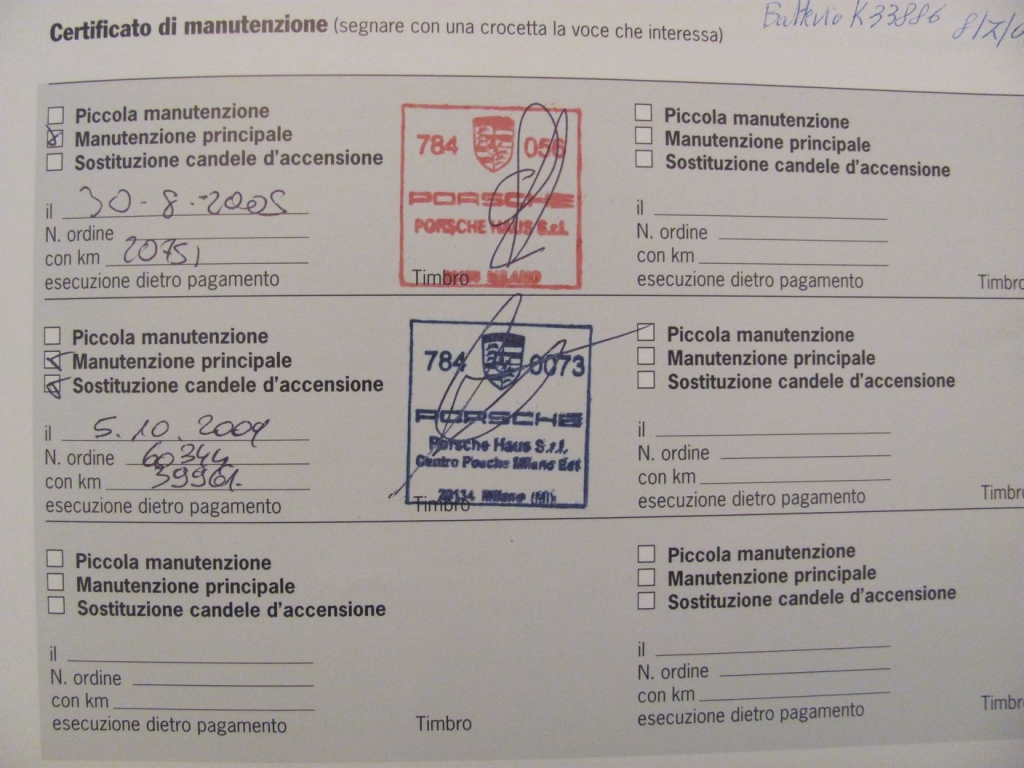 Certificato di manutenzione (segnare con una crocetta la voce che interessa)
Batteria K 33886
Piccola manutenzione
Manutenzione principale
Sostituzione candele d'accensione
il 30-8-2005
N. ordine
con km 20751
esecuzione dietro pagamento
784 056
PORSCHE
PORSCHE HAUS S.r.l.
MILANO
Timbro
Piccola manutenzione
Manutenzione principale
Sostituzione candele d'accensione
il
N. ordine
con km
esecuzione dietro pagamento
Timbro
Piccola manutenzione
Manutenzione principale
Sostituzione candele d'accensione
il 5.10.2009
N. ordine 60344
con km 39961.
esecuzione dietro pagamento
784 0073
PORSCHE
Porsche Haus S.r.l.
Centro Posche Milano Est
20134 Milano (MI)
Timbro
Piccola manutenzione
Manutenzione principale
Sostituzione candele d'accensione
il
N. ordine
con km
esecuzione dietro pagamento
Timbro
Piccola manutenzione
Manutenzione principale
Sostituzione candele d'accensione
il
N. ordine
con km
esecuzione dietro pagamento
Timbro
Piccola manutenzione
Manutenzione principale
Sostituzione candele d'accensione
il
N. ordine
con km
esecuzione dietro pagamento
Timbro